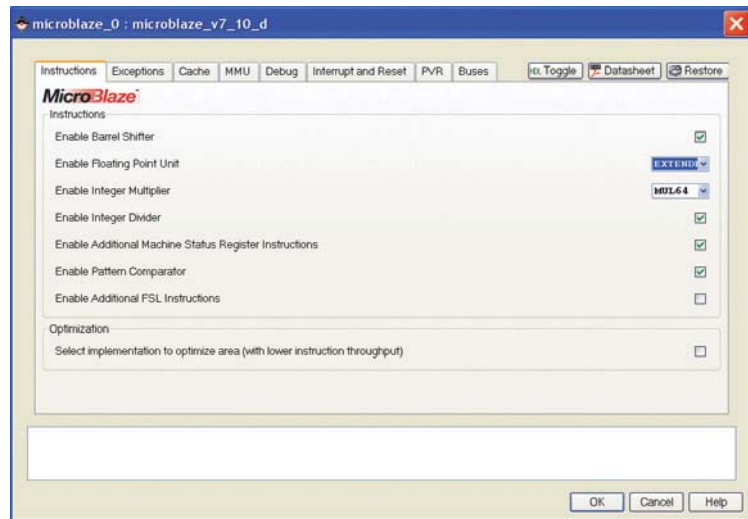 microblaze_0 : microblaze_v7_10_d
Instructions Exceptions Cache MMU Debug Interrupt and Reset PVR Buses Toggle Datasheet Restore
MicroBlaze
Instructions
Enable Barrel Shifter
Enable Floating Point Unit EXTENDE
Enable Integer Multiplier MUL64
Enable Integer Divider
Enable Additional Machine Status Register Instructions
Enable Pattern Comparator
Enable Additional FSL Instructions
Optimization
Select implementation to optimize area (with lower instruction throughput)
OK Cancel Help